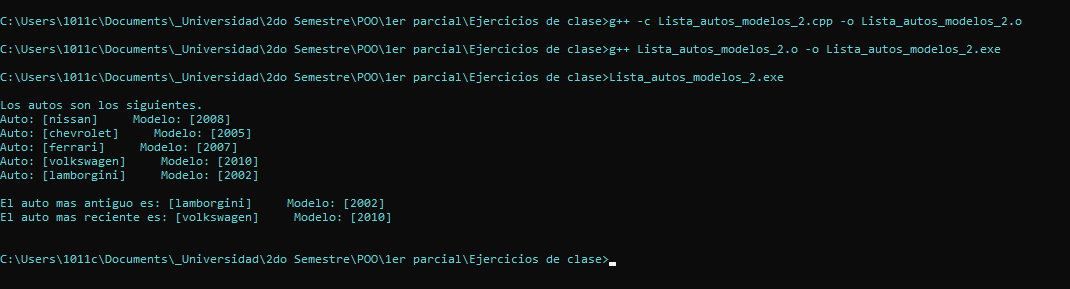 C:\Users\1011c\Documents\_Universidad\2do Semestre\POO\1er parcial\Ejercicios de clase>g++ -c Lista_autos_modelos_2.cpp -o Lista_autos_modelos_2.o
C:\Users\1011c\Documents\_Universidad\2do Semestre\POO\1er parcial\Ejercicios de clase>g++ Lista_autos_modelos_2.o -o Lista_autos_modelos_2.exe
C:\Users\1011c\Documents\_Universidad\2do Semestre\POO\1er parcial\Ejercicios de clase>Lista_autos_modelos_2.exe
Los autos son los siguientes.
Auto: [nissan]     Modelo: [2008]
Auto: [chevrolet]     Modelo: [2005]
Auto: [ferrari]     Modelo: [2007]
Auto: [volkswagen]     Modelo: [2010]
Auto: [lamborgini]     Modelo: [2002]
El auto mas antiguo es: [lamborgini]     Modelo: [2002]
El auto mas reciente es: [volkswagen]     Modelo: [2010]
C:\Users\1011c\Documents\_Universidad\2do Semestre\POO\1er parcial\Ejercicios de clase>